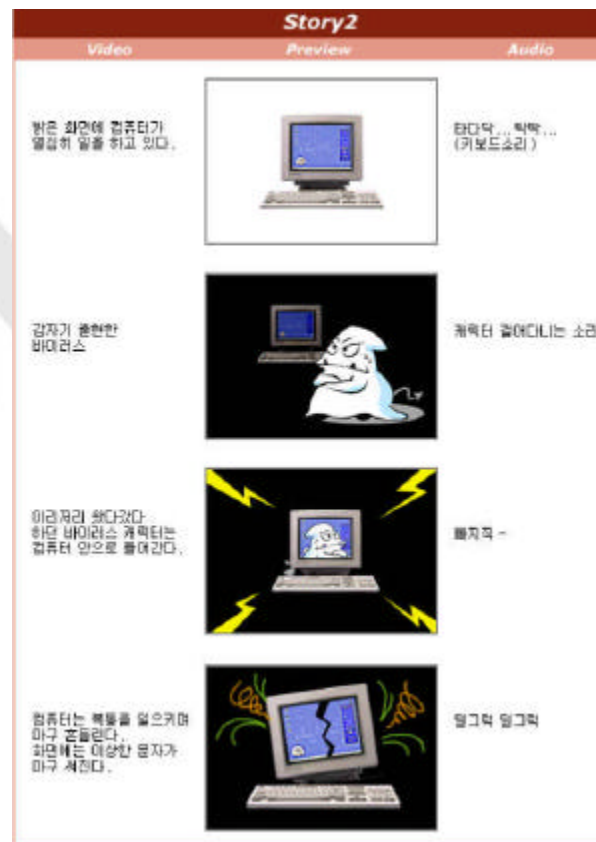 Story2
Video Preview Audio
밝은 화면에 컴퓨터가
열심히 일을 하고 있다.
타다닥... 탁탁...
(키보드소리)
갑자기 출현한
바이러스
캐릭터 걸어다니는 소리
이리저리 왔다갔다
하던 바이러스 캐릭터는
컴퓨터 안으로 들어간다.
빠지직 -
컴퓨터는 복통을 일으키며
마구 흔들린다.
화면에는 이상한 문자가
마구 써진다.
덜그럭 덜그럭